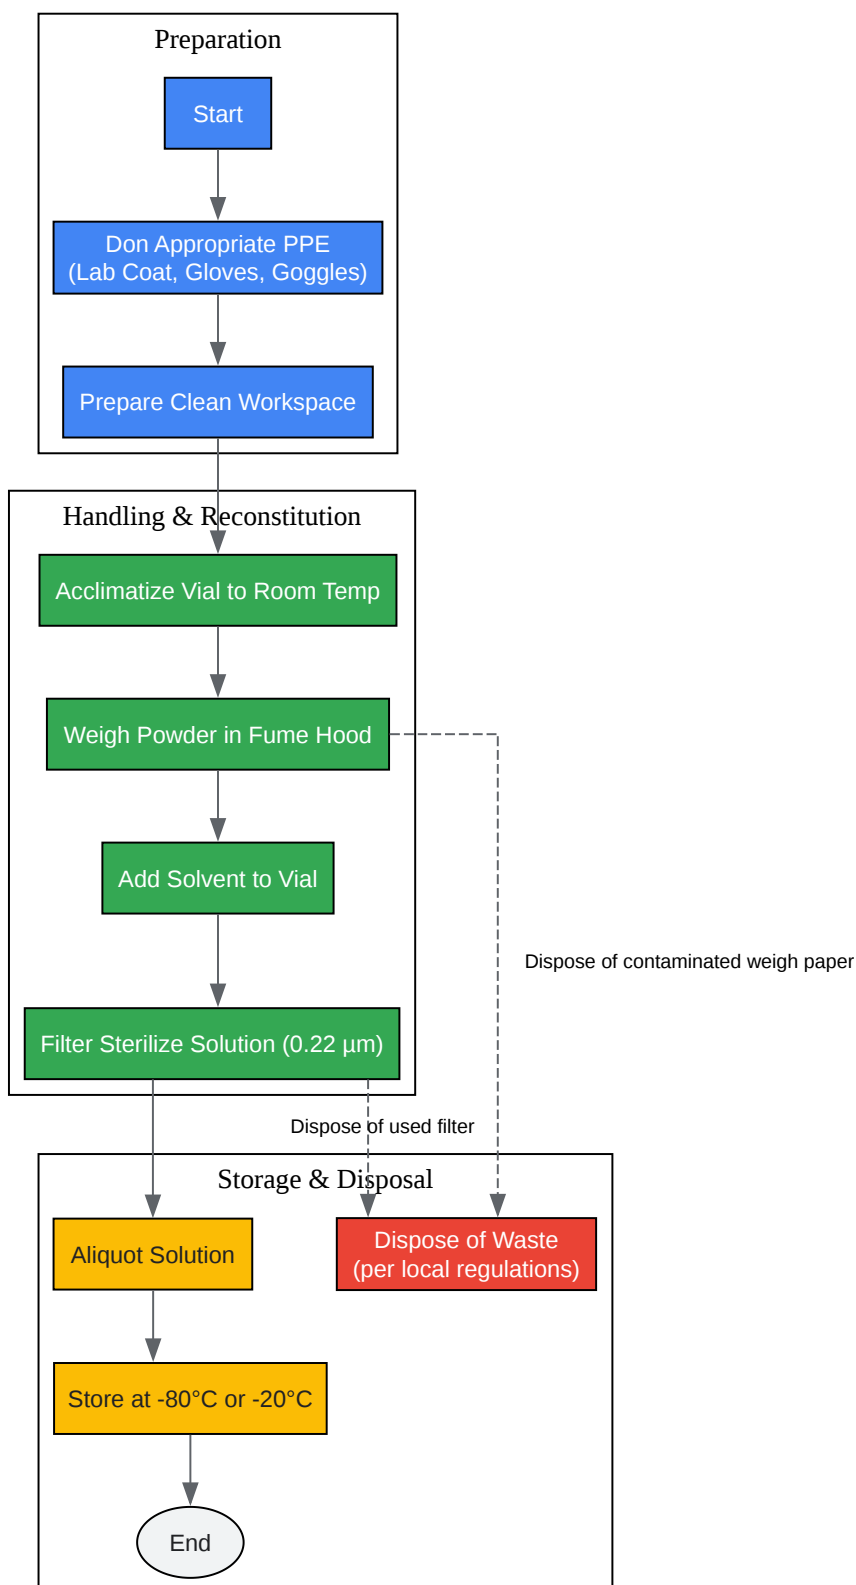 Preparation
Start
Don Appropriate PPE
(Lab Coat, Gloves, Goggles)
Prepare Clean Workspace
Handling & Reconstitution
Acclimatize Vial to Room Temp
Weigh Powder in Fume Hood
Add Solvent to Vial
Dispose of contaminated weigh paper
Filter Sterilize Solution (0.22 µm)
Dispose of used filter
Storage & Disposal
Aliquot Solution
Dispose of Waste
(per local regulations)
Store at -80°C or -20°C
End